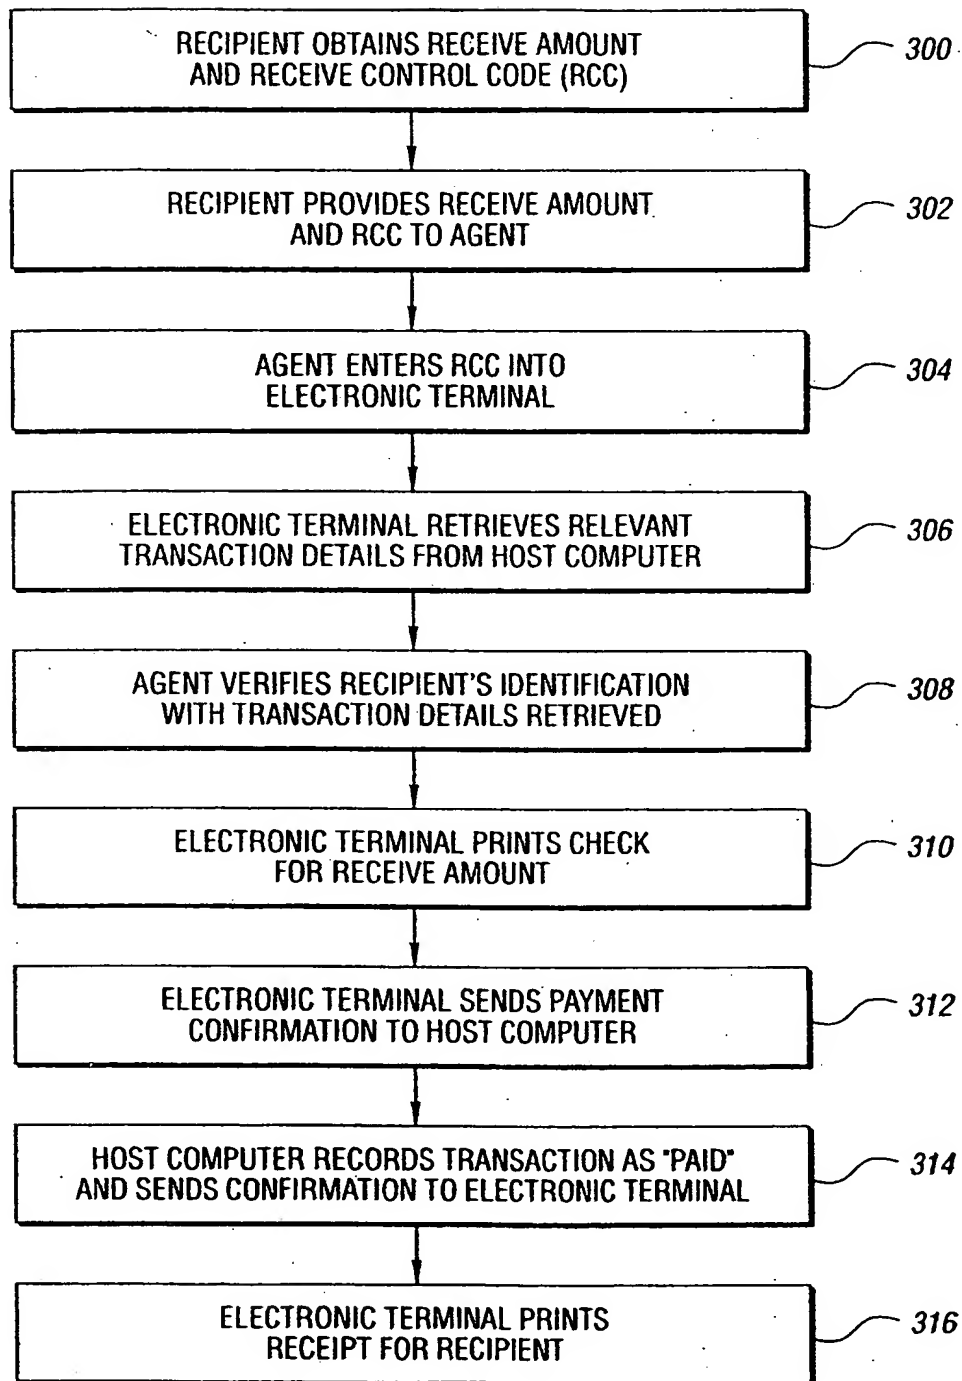 RECIPIENT OBTAINS RECEIVE AMOUNT
AND RECEIVE CONTROL CODE (RCC)
300
RECIPIENT PROVIDES RECEIVE AMOUNT
AND RCC TO AGENT
302
AGENT ENTERS RCC INTO
ELECTRONIC TERMINAL
304
ELECTRONIC TERMINAL RETRIEVES RELEVANT
TRANSACTION DETAILS FROM HOST COMPUTER
306
AGENT VERIFIES RECIPIENT'S IDENTIFICATION
WITH TRANSACTION DETAILS RETRIEVED
308
ELECTRONIC TERMINAL PRINTS CHECK
FOR RECEIVE AMOUNT
310
ELECTRONIC TERMINAL SENDS PAYMENT
CONFIRMATION TO HOST COMPUTER
312
HOST COMPUTER RECORDS TRANSACTION AS "PAID"
AND SENDS CONFIRMATION TO ELECTRONIC TERMINAL
314
ELECTRONIC TERMINAL PRINTS
RECEIPT FOR RECIPIENT
316